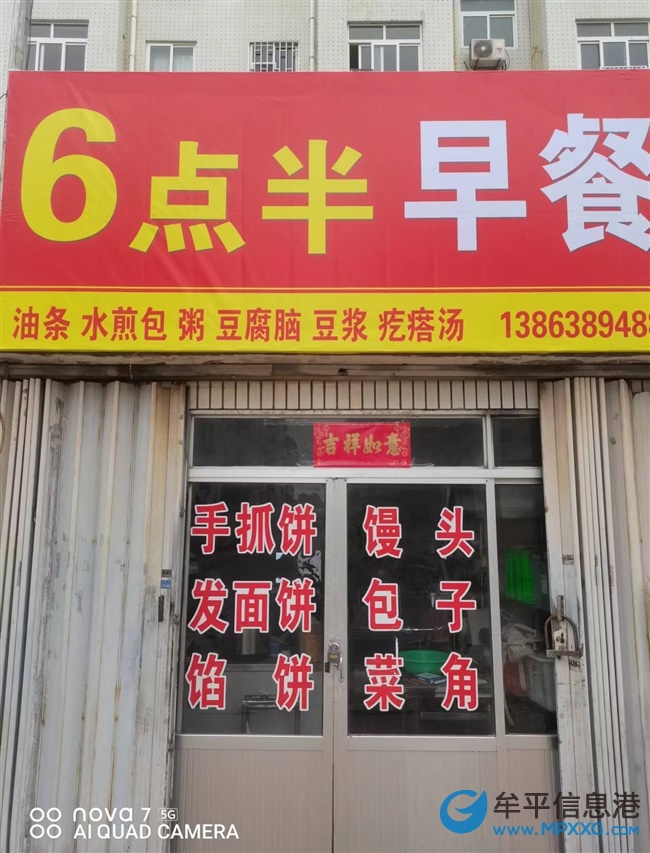 6点半 早餐
油条 水煎包 粥 豆腐脑 豆浆 疙瘩汤 1386389488
吉祥如意
手抓饼 馒头
发面饼 包子
馅饼 菜角
nova 7 5G
AI QUAD CAMERA
牟平信息港
www.MPXXG.COM